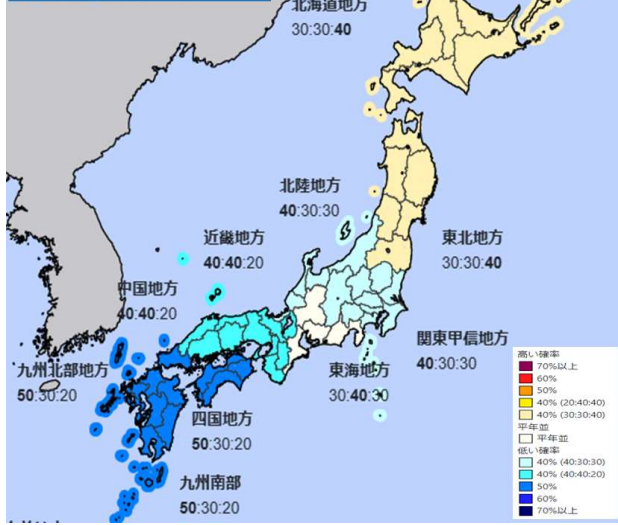 北海道地方
30:30:40
北陸地方
40:30:30
東北地方
30:30:40
近畿地方
40:40:20
中国地方
40:40:20
関東甲信地方
40:30:30
九州北部地方
50:30:20
東海地方
30:40:30
四国地方
50:30:20
九州南部
50:30:20
高い確率
70%以上
60%
50%
40% (20:40:40)
40% (30:30:40)
平年並
平年並
低い確率
40% (40:30:30)
40% (40:40:20)
50%
60%
70%以上